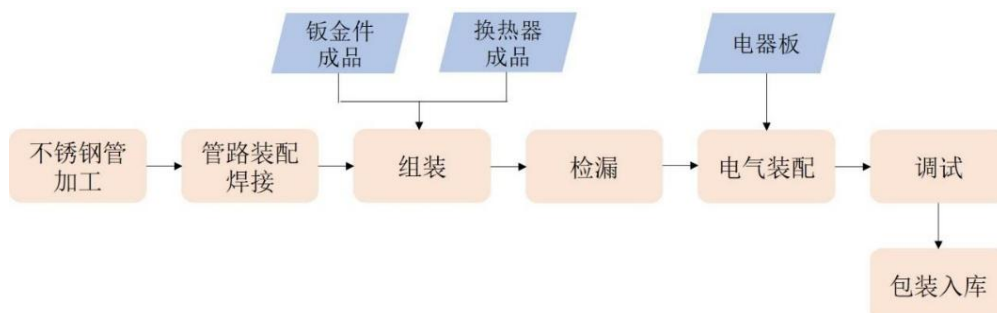 钣金件
成品
换热器
成品
电器板
不锈钢管
加工
管路装配
焊接
组装
检漏
电气装配
调试
包装入库